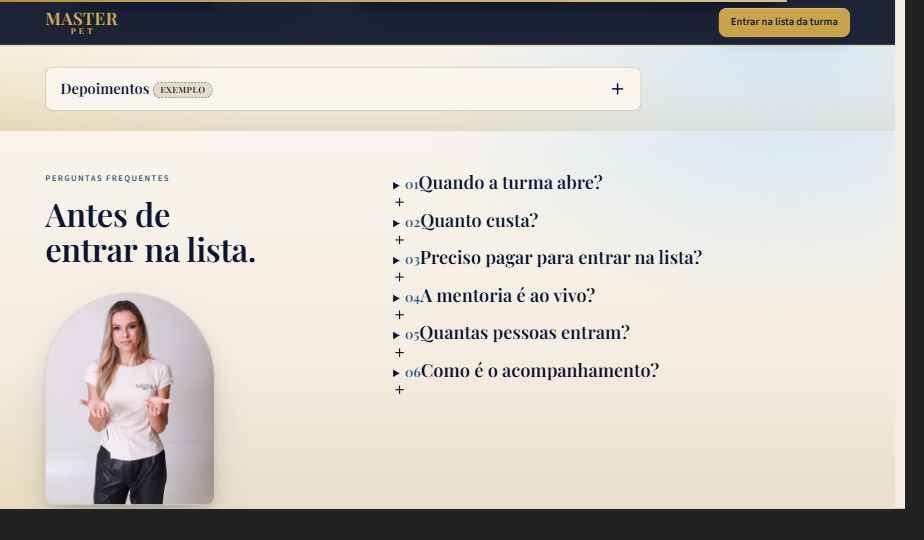 MASTER
PET
Entrar na lista da turma
Depoimentos EXEMPLO
+
PERGUNTAS FREQUENTES
Antes de
entrar na lista.
01Quando a turma abre?
+
02Quanto custa?
+
03Preciso pagar para entrar na lista?
+
04A mentoria é ao vivo?
+
05Quantas pessoas entram?
+
06Como é o acompanhamento?
+